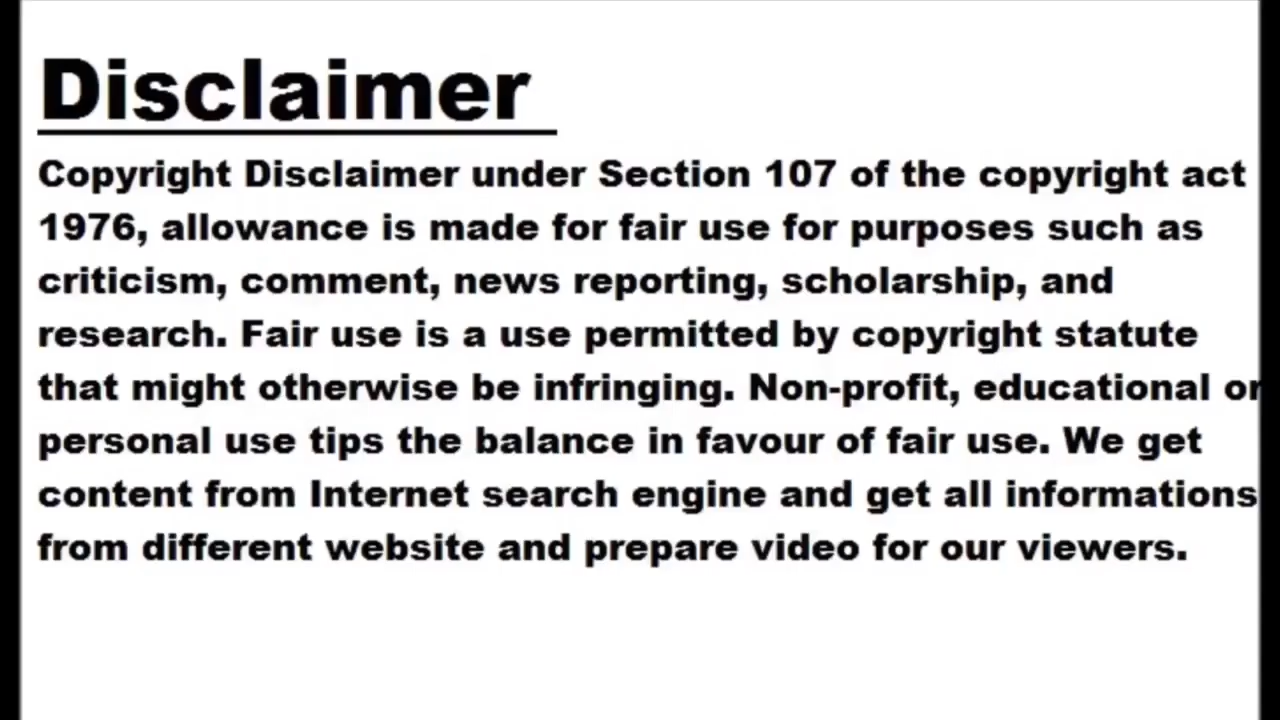 Disclaimer
Copyright Disclaimer under Section 107 of the copyright act
1976, allowance is made for fair use for purposes such as
criticism, comment, news reporting, scholarship, and
research. Fair use is a use permitted by copyright statute
that might otherwise be infringing. Non-profit, educational or
personal use tips the balance in favour of fair use. We get
content from Internet search engine and get all informations
from different website and prepare video for our viewers.